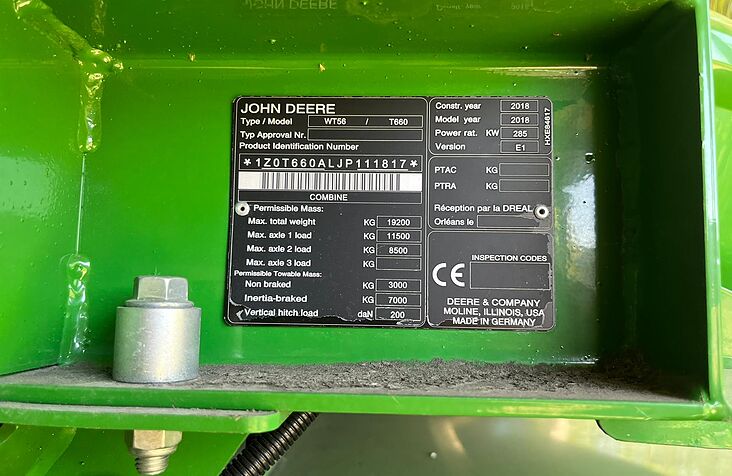 JOHN DEERE
Type / Model WT56 / T660
Typ Approval Nr.
Product Identification Number
*1Z0T660ALJP111817*
COMBINE
Permissible Mass:
Max. total weight KG 19200
Max. axle 1 load KG 11500
Max. axle 2 load KG 8500
Max. axle 3 load KG
Permissible Towable Mass:
Non braked KG 3000
Inertia-braked KG 7000
Vertical hitch load daN 200
Constr. year 2018
Model year 2018
Power rat. KW 285
Version E1
HXE84617
PTAC KG
PTRA KG
Réception par la DREAL
Orléans le
CE
INSPECTION CODES
DEERE & COMPANY
MOLINE, ILLINOIS, USA
MADE IN GERMANY